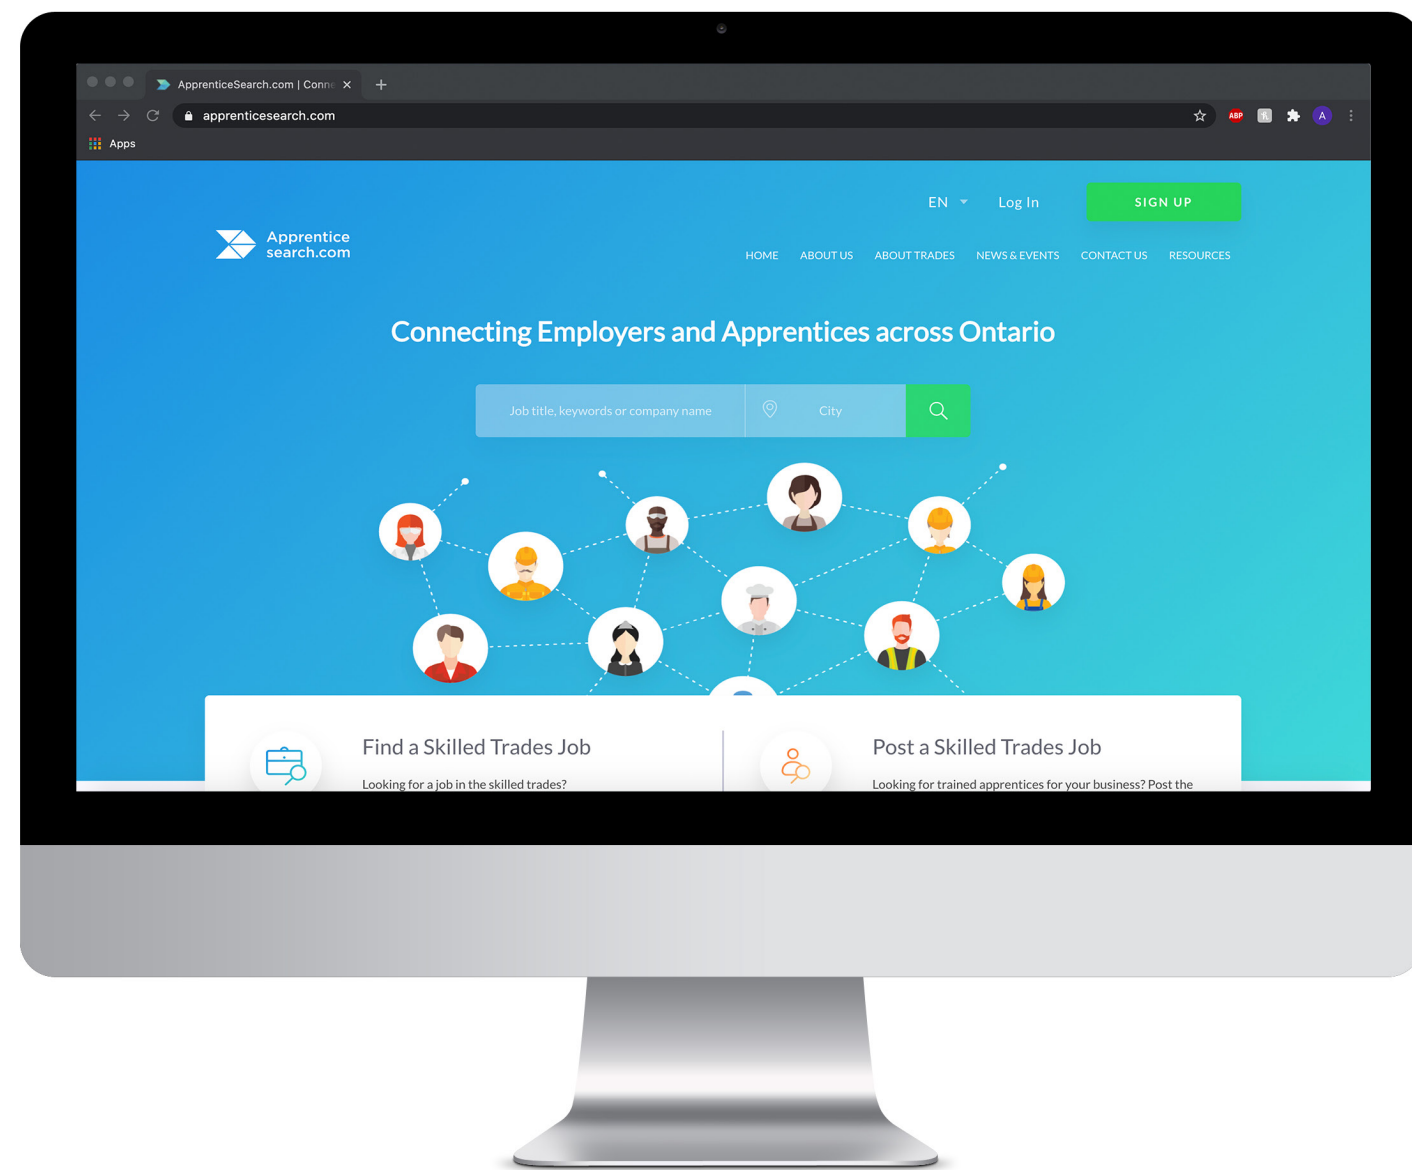 ApprenticeSearch.com | Conne
apprenticesearch.com
ABP
A
Apps
EN
Log In
SIGN UP
Apprentice
search.com
HOME
ABOUT US
ABOUT TRADES
NEWS & EVENTS
CONTACT US
RESOURCES
Connecting Employers and Apprentices across Ontario
Job title, keywords or company name
City
Find a Skilled Trades Job
Looking for a job in the skilled trades?
Post a Skilled Trades Job
Looking for trained apprentices for your business? Post the